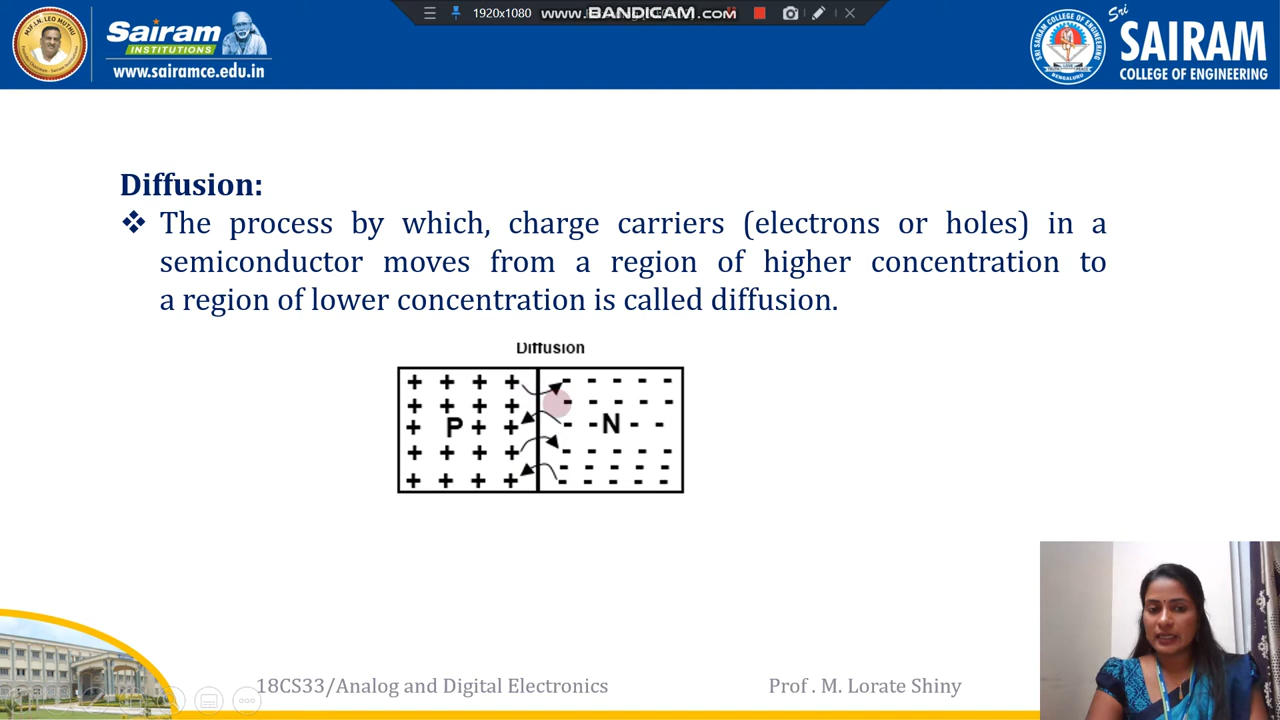 1920x1080
www.BANDICAM.com
Sairam
INSTITUTIONS
www.sairamce.edu.in
Sri
SAIRAM
COLLEGE OF ENGINEERING
Diffusion:
❖ The process by which, charge carriers (electrons or holes) in a
semiconductor moves from a region of higher concentration to
a region of lower concentration is called diffusion.
Diffusion
+ + + + - - - - -
+ + + + - - - - -
+ P + + - - N - -
+ + + + - - - - -
- - - - -
+ + + + - - - - -
18CS33/Analog and Digital Electronics
Prof . M. Lorate Shiny